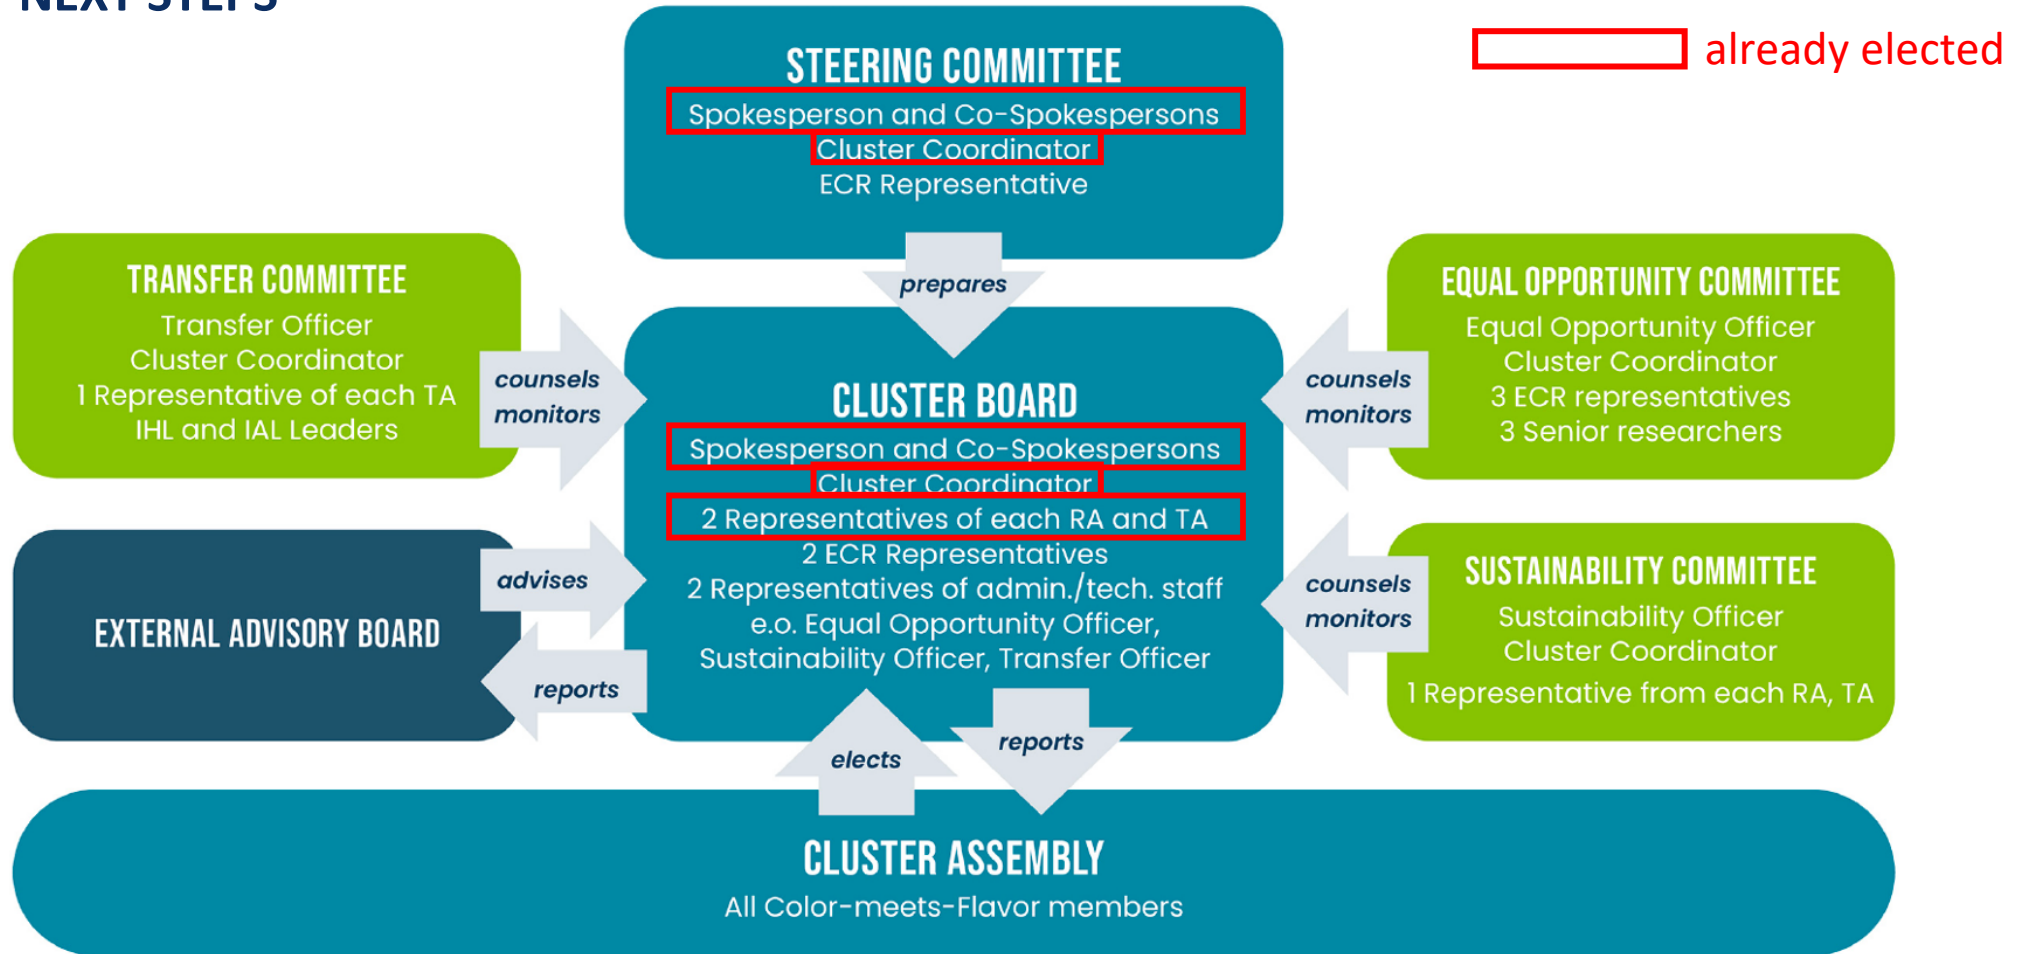 NEXT STEPS
already elected
STEERING COMMITTEE
Spokesperson and Co-Spokespersons
Cluster Coordinator
ECR Representative
prepares
TRANSFER COMMITTEE
Transfer Officer
Cluster Coordinator
1 Representative of each TA
IHL and IAL Leaders
counsels
monitors
EQUAL OPPORTUNITY COMMITTEE
Equal Opportunity Officer
Cluster Coordinator
3 ECR representatives
3 Senior researchers
counsels
monitors
CLUSTER BOARD
Spokesperson and Co-Spokespersons
Cluster Coordinator
2 Representatives of each RA and TA
2 ECR Representatives
2 Representatives of admin./tech. staff
e.o. Equal Opportunity Officer,
Sustainability Officer, Transfer Officer
EXTERNAL ADVISORY BOARD
advises
reports
SUSTAINABILITY COMMITTEE
Sustainability Officer
Cluster Coordinator
1 Representative from each RA, TA
counsels
monitors
elects
reports
CLUSTER ASSEMBLY
All Color-meets-Flavor members